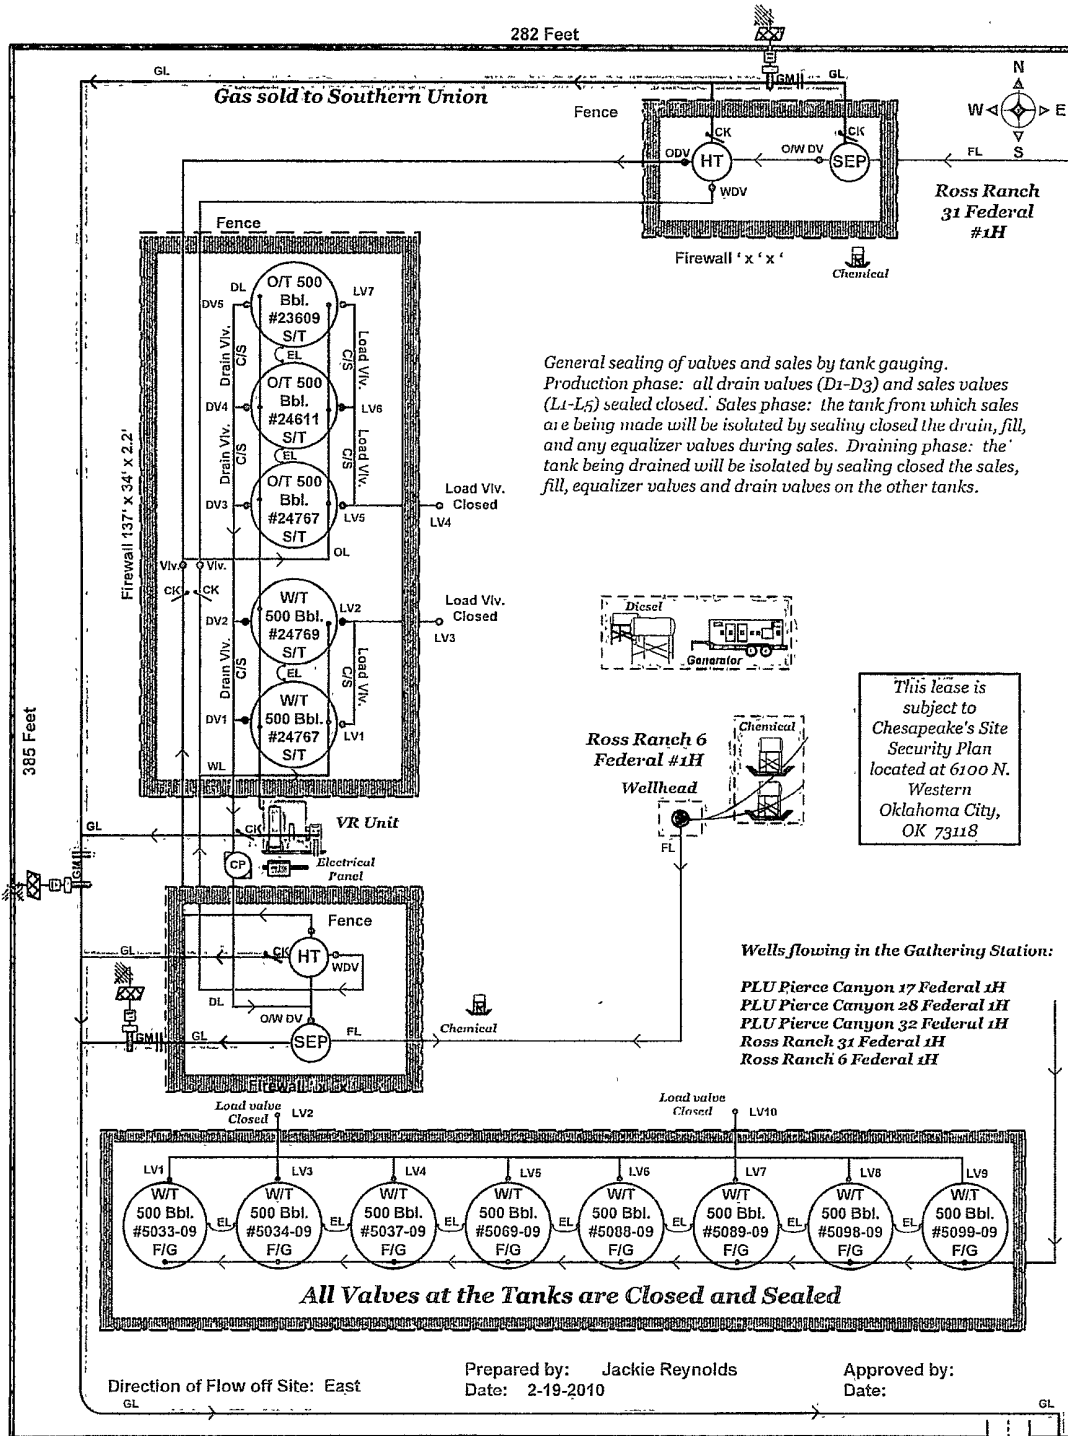 282 Feet
GL
Gas sold to Southern Union
GM
GL
N
W
E
S
Fence
CK
CK
ODV
HT
O/W DV
SEP
FL
WDV
Ross Ranch
31 Federal
#1H
Firewall ' x ' x '
Chemical
Fence
DL
O/T 500
Bbl.
#23609
S/T
LV7
DV5
Drain Vlv.
C/S
EL
Load Vlv.
C/S
O/T 500
Bbl.
#24611
S/T
DV4
LV6
Drain Vlv.
C/S
EL
Load Vlv.
O/T 500
Bbl.
#24767
S/T
DV3
LV5
Load Vlv.
Closed
LV4
OL
Vlv.
Vlv.
CK
CK
W/T
500 Bbl.
#24769
S/T
LV2
DV2
Load Vlv.
Closed
LV3
Drain Vlv.
C/S
EL
Load Vlv.
C/S
W/T
500 Bbl.
#24767
S/T
DV1
LV1
WL
Firewall 137' x 34' x 2.2'
385 Feet
General sealing of valves and sales by tank gauging.
Production phase: all drain valves (D1-D3) and sales valves
(L1-L5) sealed closed. Sales phase: the tank from which sales
are being made will be isolated by sealing closed the drain, fill,
and any equalizer valves during sales. Draining phase: the
tank being drained will be isolated by sealing closed the sales,
fill, equalizer valves and drain valves on the other tanks.
Diesel
Generator
This lease is
subject to
Chesapeake's Site
Security Plan
located at 6100 N.
Western
Oklahoma City,
OK 73118
Ross Ranch 6
Federal #1H
Wellhead
Chemical
FL
GL
CK
VR Unit
CP
Electrical
Panel
GM
Fence
GL
CK
HT
WDV
DL
O/W DV
GM
GL
SEP
FL
Chemical
Firewall ' x ' x '
Wells flowing in the Gathering Station:
PLU Pierce Canyon 17 Federal 1H
PLU Pierce Canyon 28 Federal 1H
PLU Pierce Canyon 32 Federal 1H
Ross Ranch 31 Federal 1H
Ross Ranch 6 Federal 1H
Load valve
Closed
LV2
Load valve
Closed
LV10
LV1
LV3
LV4
LV5
LV6
LV7
LV8
LV9
W/T
500 Bbl.
#5033-09
F/G
EL
W/T
500 Bbl.
#5034-09
F/G
EL
W/T
500 Bbl.
#5037-09
F/G
EL
W/T
500 Bbl.
#5069-09
F/G
EL
W/T
500 Bbl.
#5088-09
F/G
EL
W/T
500 Bbl.
#5089-09
F/G
EL
W/T
500 Bbl.
#5098-09
F/G
EL
W/T
500 Bbl.
#5099-09
F/G
All Valves at the Tanks are Closed and Sealed
Direction of Flow off Site: East
Prepared by: Jackie Reynolds
Date: 2-19-2010
Approved by:
Date:
GL
GL